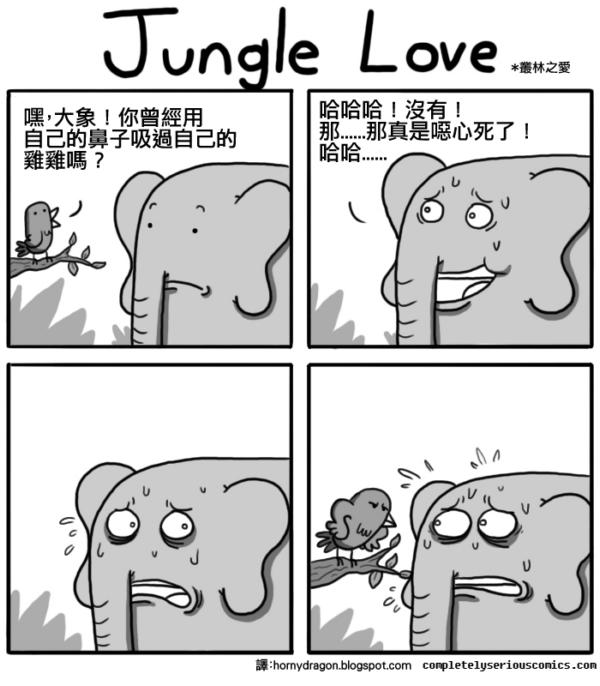 Jungle Love
*叢林之愛
嘿,大象！你曾經用
自己的鼻子吸過自己的
雞雞嗎？
哈哈哈！沒有！
那......那真是噁心死了！
哈哈......
譯:hornydragon.blogspot.com completelyseriouscomics.com